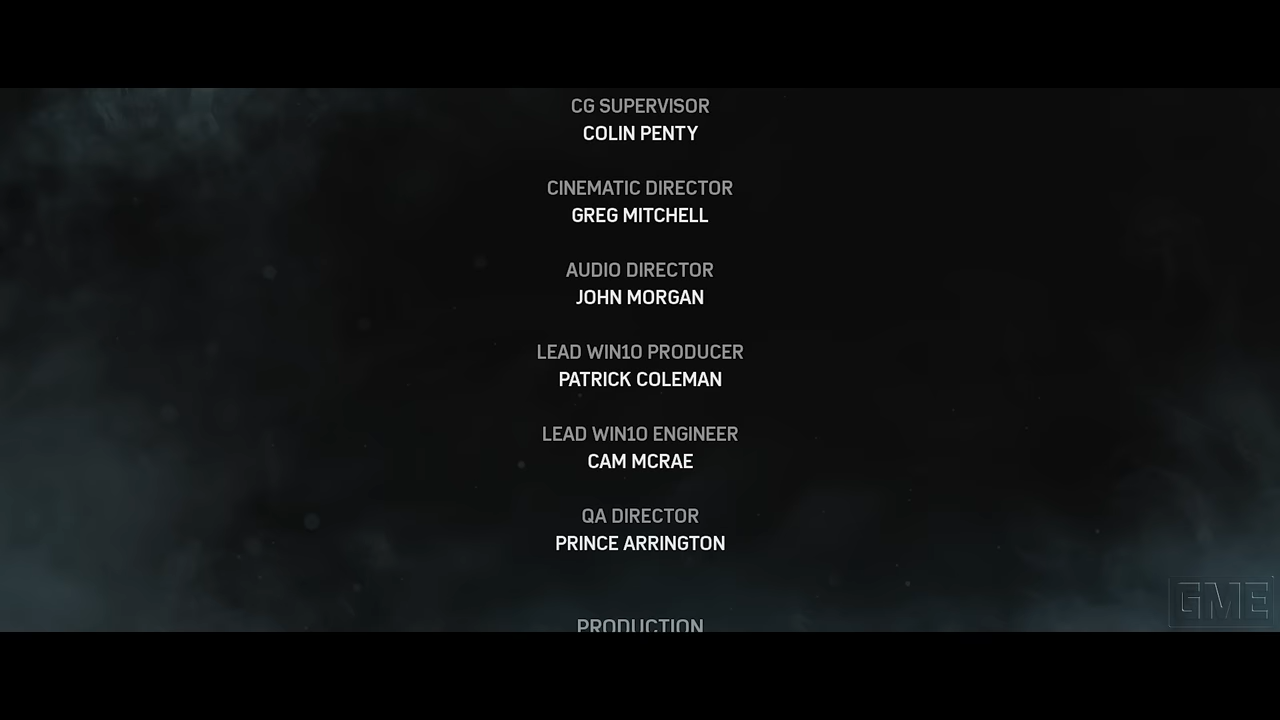 CG SUPERVISOR
COLIN PENTY
CINEMATIC DIRECTOR
GREG MITCHELL
AUDIO DIRECTOR
JOHN MORGAN
LEAD WIN10 PRODUCER
PATRICK COLEMAN
LEAD WIN10 ENGINEER
CAM MCRAE
QA DIRECTOR
PRINCE ARRINGTON
PRODUCTION
GME